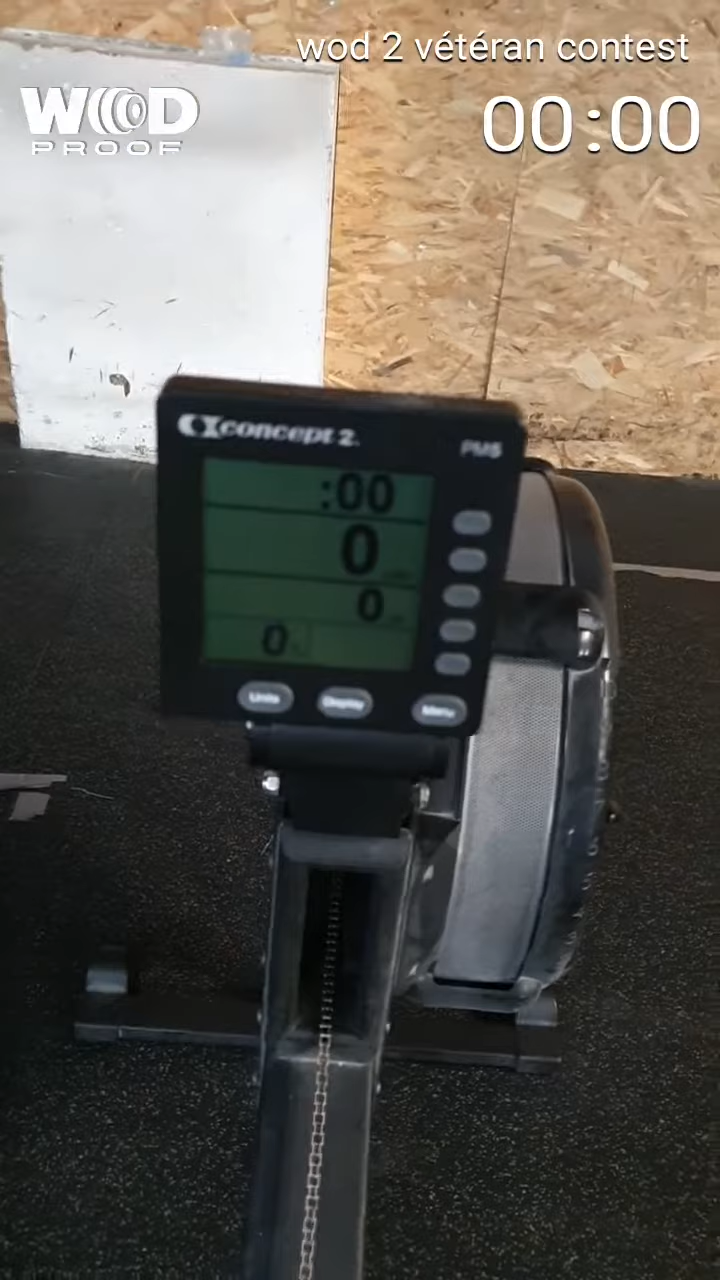 wod 2 vétéran contest
WOD
PROOF
00:00
concept 2.
PM5
:00
0
0
0
Units
Display
Menu